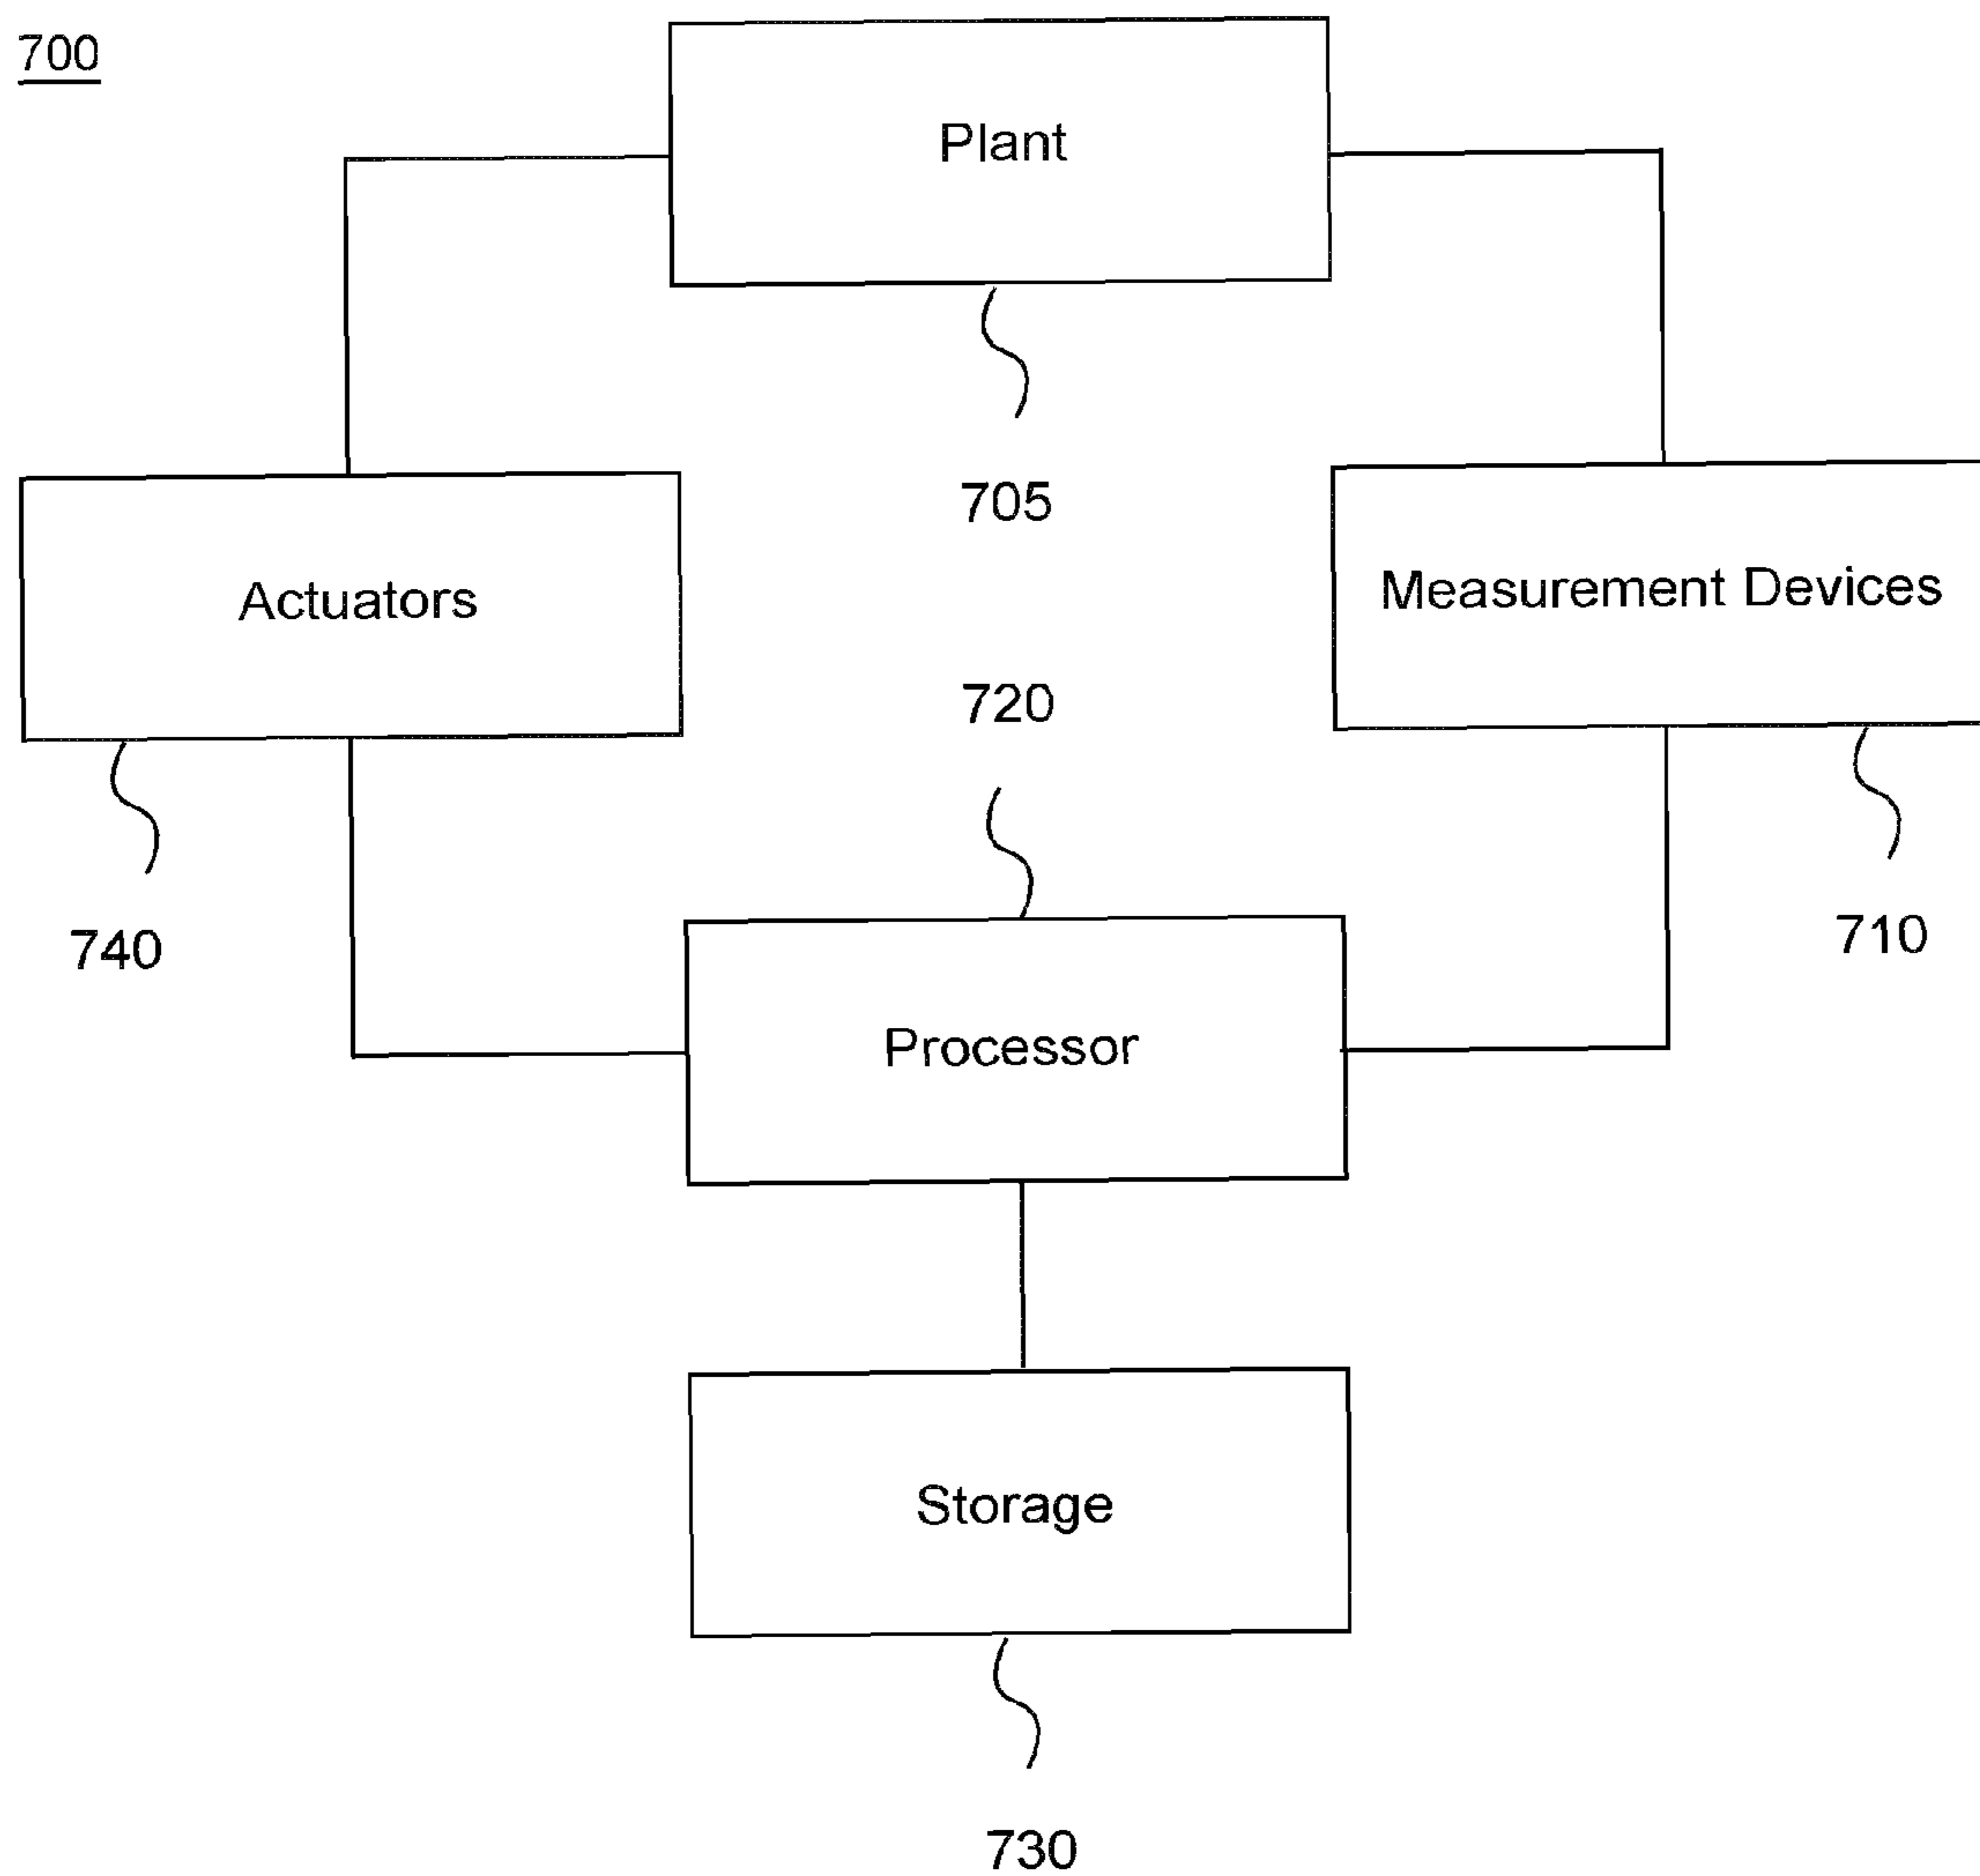 700
Plant
705
Actuators
Measurement Devices
720
740
710
Processor
Storage
730